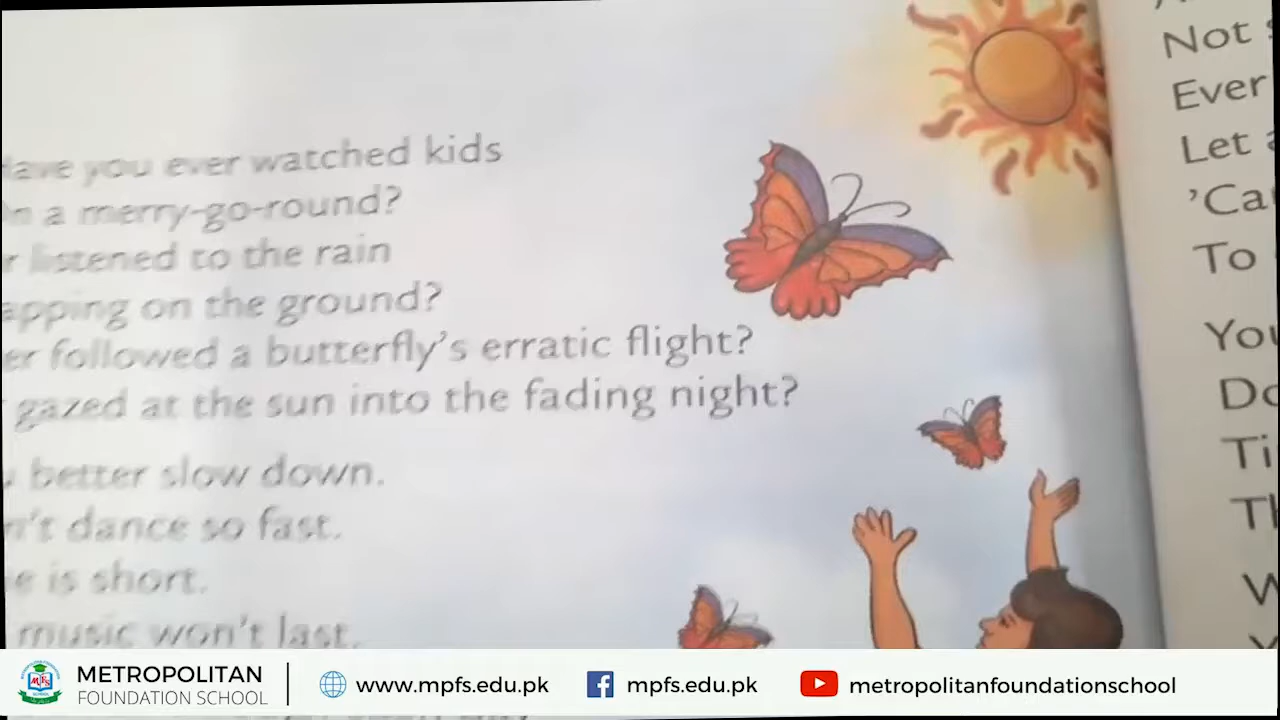 ave you ever watched kids
n a merry-go-round?
r listened to the rain
apping on the ground?
er followed a butterfly's erratic flight?
gazed at the sun into the fading night?
better slow down.
n't dance so fast.
e is short.
music won't last.
Not
Ever
Let
'Ca
To
You
Do
Ti
Th
W
METROPOLITAN
FOUNDATION SCHOOL
www.mpfs.edu.pk
mpfs.edu.pk
metropolitanfoundationschool